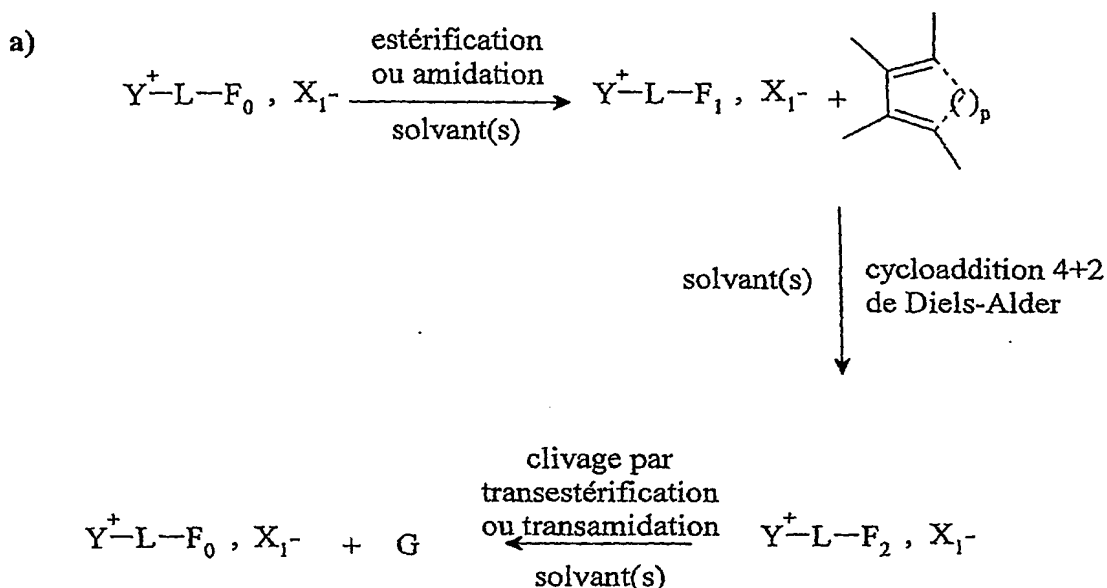 a)
estérification
ou amidation
Y⁺-L-F₀ , X₁⁻ solvant(s) Y⁺-L-F₁ , X₁⁻ + ( )ₚ
solvant(s) cycloaddition 4+2
de Diels-Alder
clivage par
transestérification
ou transamidation
Y⁺-L-F₀ , X₁⁻ + G solvant(s) Y⁺-L-F₂ , X₁⁻